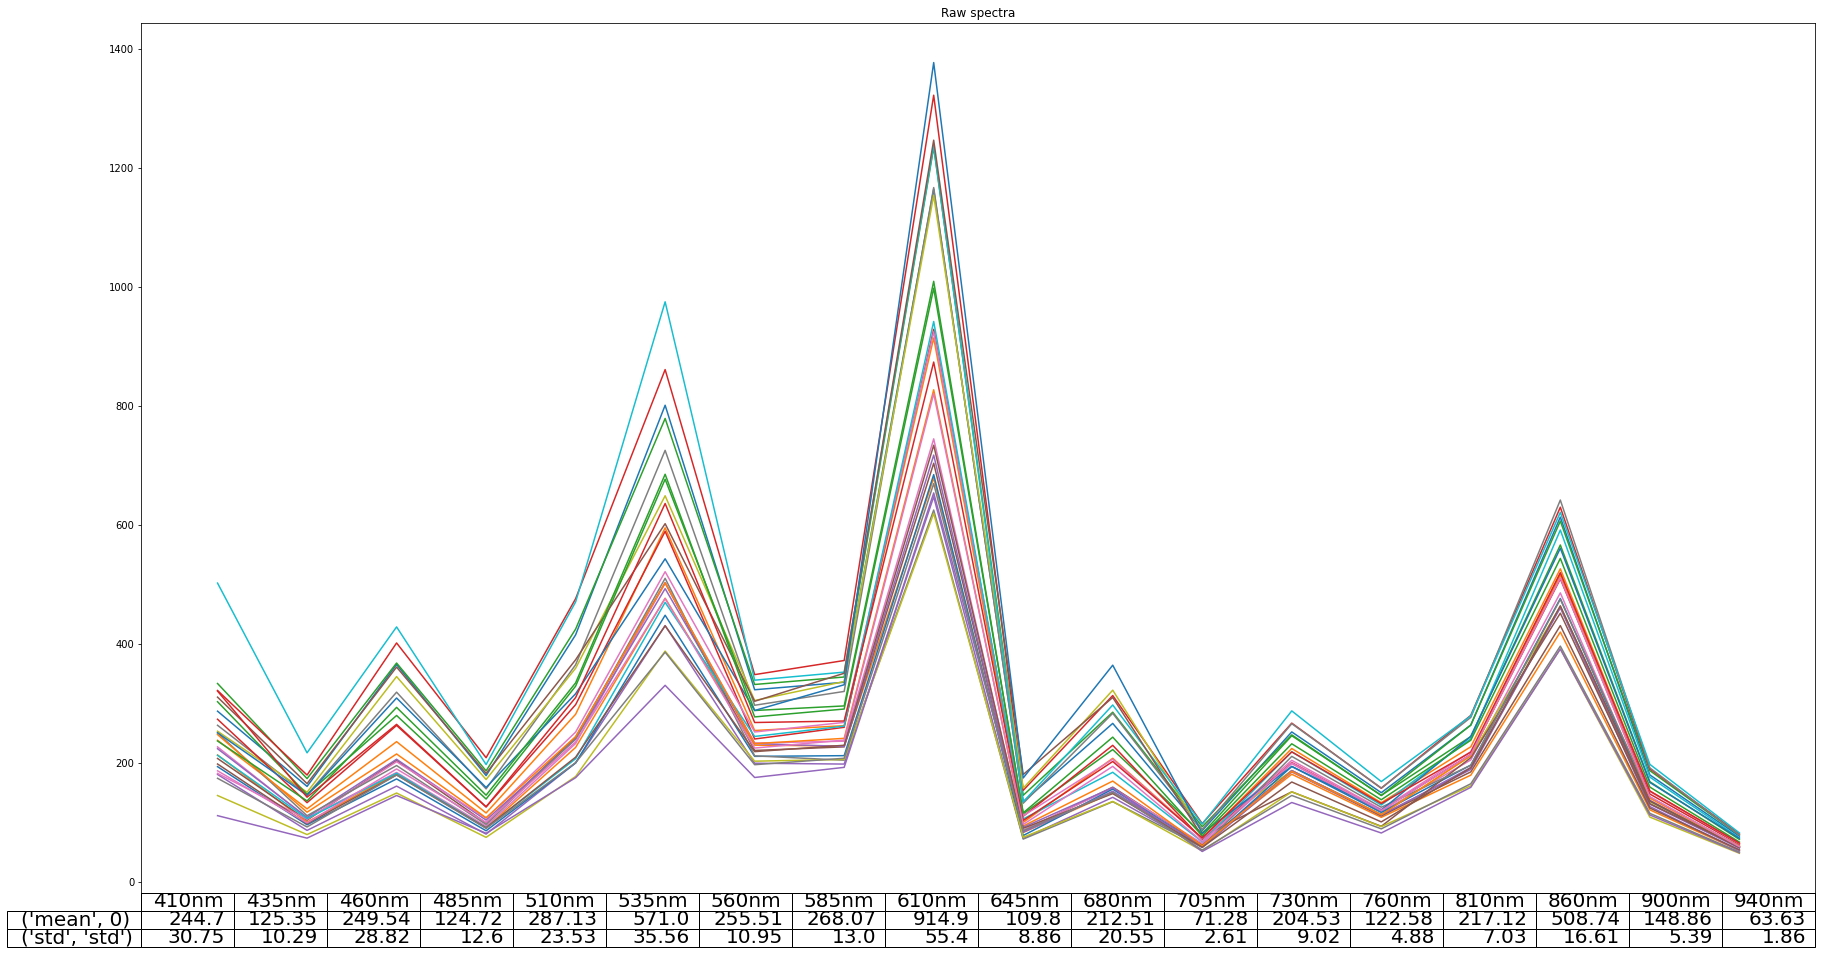 Raw spectra
1400
1200
1000
800
600
400
200
0
410nm 435nm 460nm 485nm 510nm 535nm 560nm 585nm 610nm 645nm 680nm 705nm 730nm 760nm 810nm 860nm 900nm 940nm
('mean', 0) 244.7 125.35 249.54 124.72 287.13 571.0 255.51 268.07 914.9 109.8 212.51 71.28 204.53 122.58 217.12 508.74 148.86 63.63
('std', 'std') 30.75 10.29 28.82 12.6 23.53 35.56 10.95 13.0 55.4 8.86 20.55 2.61 9.02 4.88 7.03 16.61 5.39 1.86